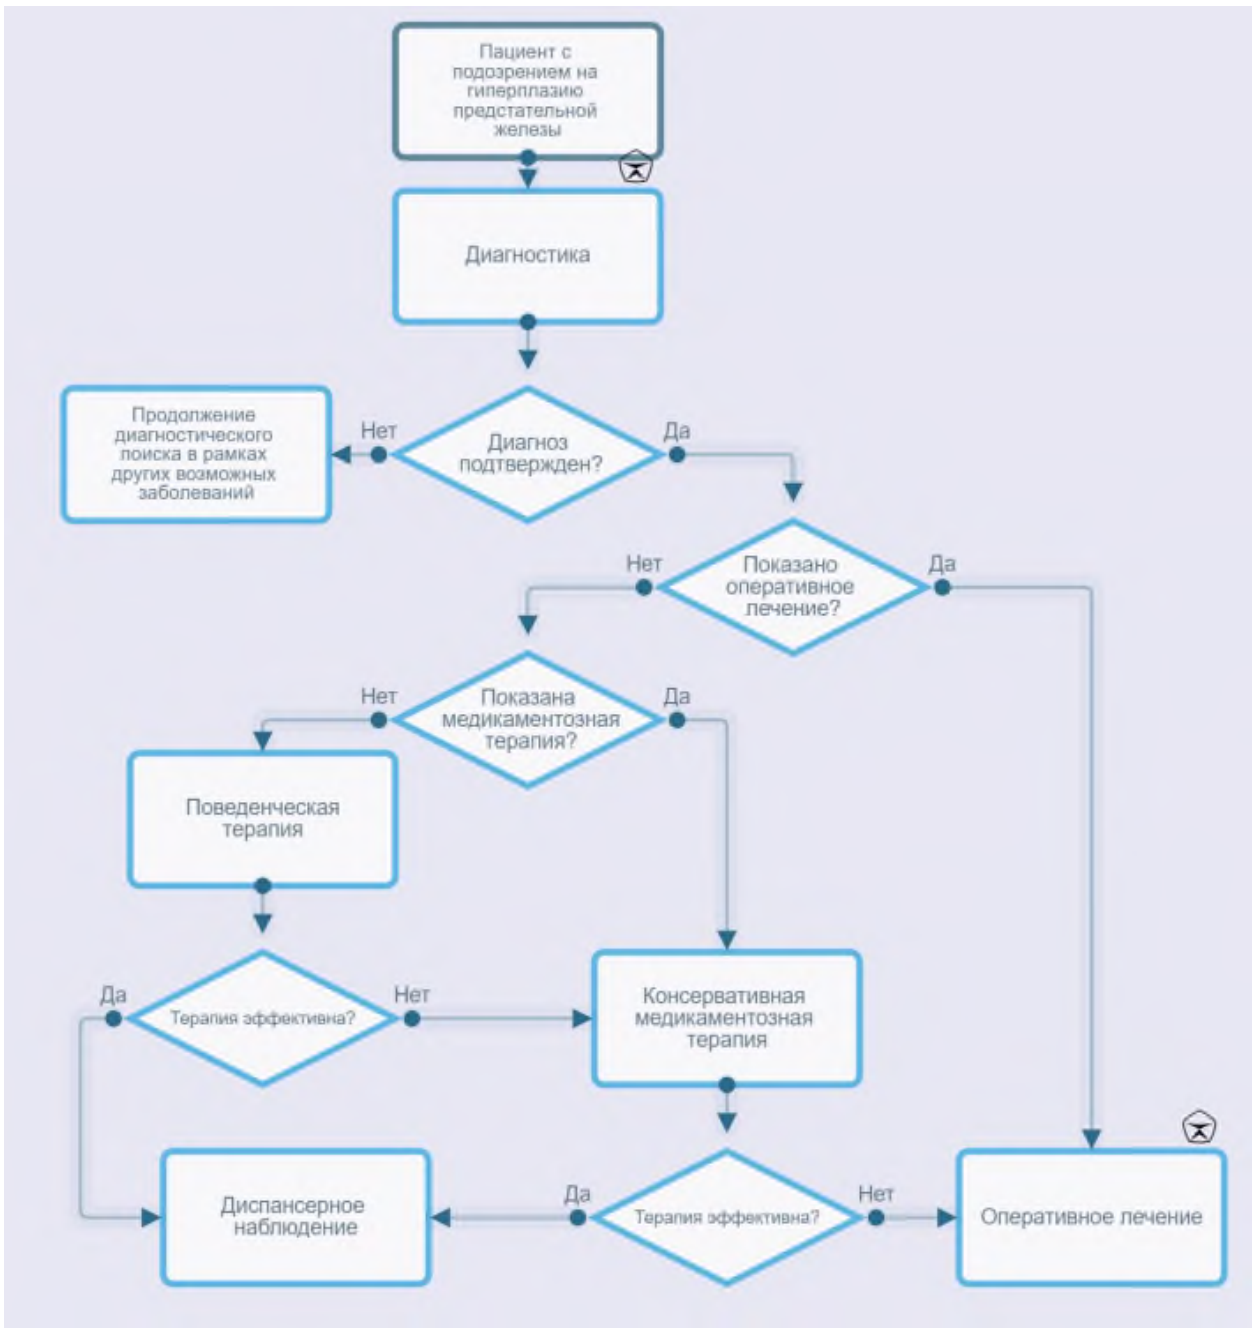 Пациент с
подозрением на
гиперплазию
предстательной
железы
Диагностика
Диагноз
подтвержден?
Нет
Да
Продолжение
диагностического
поиска в рамках
других возможных
заболеваний
Показано
оперативное
лечение?
Нет
Да
Показана
медикаментозная
терапия?
Нет
Да
Поведенческая
терапия
Терапия эффективна?
Да
Нет
Консервативная
медикаментозная
терапия
Терапия эффективна?
Да
Нет
Диспансерное
наблюдение
Оперативное лечение